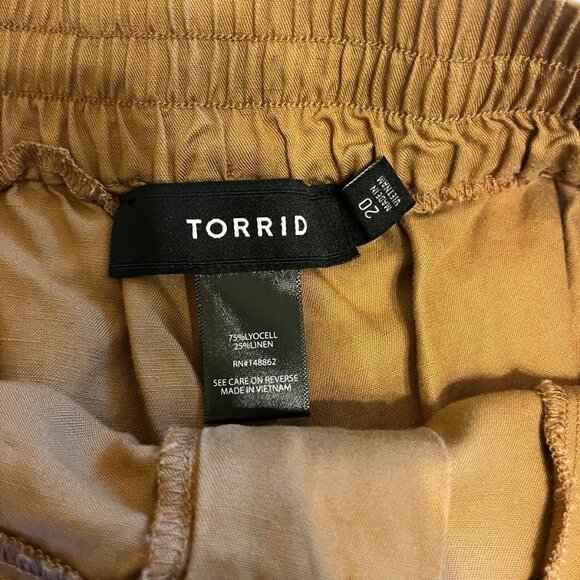 TORRID
20
MADE IN
VIETNAM
75%LYOCELL
25%LINEN
RN#148862
SEE CARE ON REVERSE
MADE IN VIETNAM